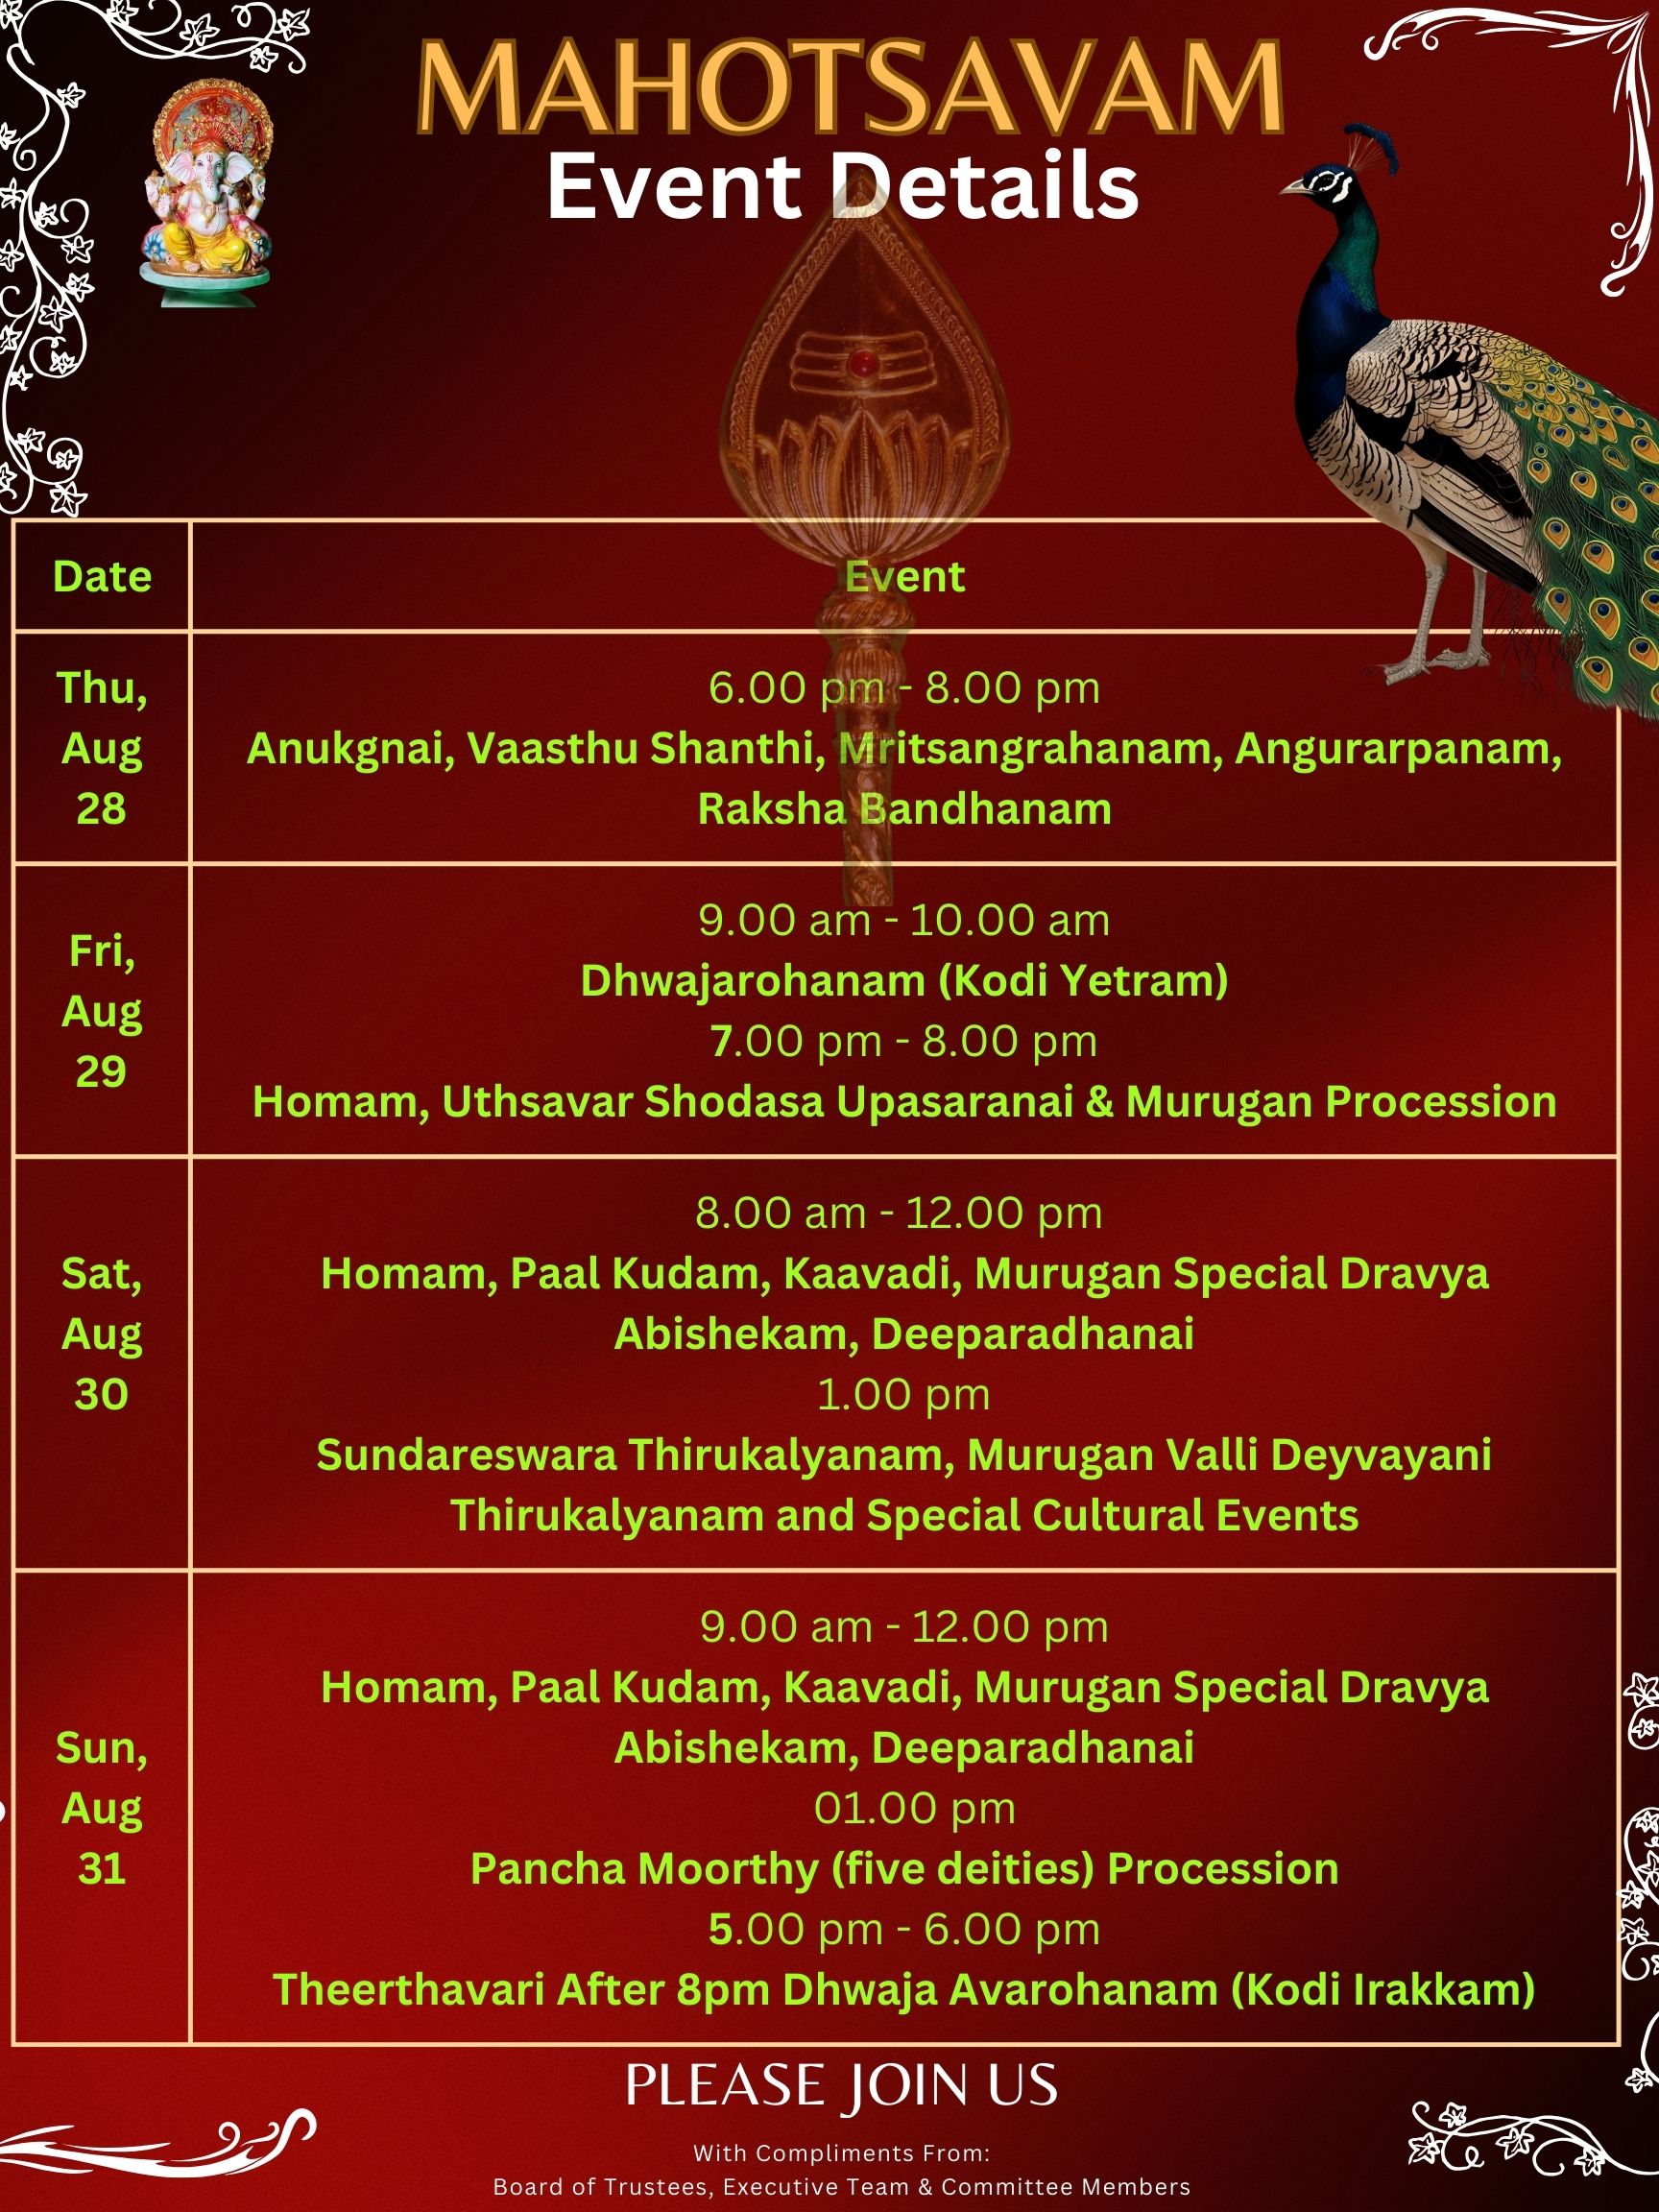 MAHOTSAVAM
Event Details
Date
Event
Thu,
Aug
28
6.00 pm - 8.00 pm
Anukgnai, Vaasthu Shanthi, Mritsangrahanam, Angurarpanam,
Raksha Bandhanam
Fri,
Aug
29
9.00 am - 10.00 am
Dhwajarohanam (Kodi Yetram)
7.00 pm - 8.00 pm
Homam, Uthsavar Shodasa Upasaranai & Murugan Procession
Sat,
Aug
30
8.00 am - 12.00 pm
Homam, Paal Kudam, Kaavadi, Murugan Special Dravya
Abishekam, Deeparadhanai
1.00 pm
Sundareswara Thirukalyanam, Murugan Valli Deyvayani
Thirukalyanam and Special Cultural Events
Sun,
Aug
31
9.00 am - 12.00 pm
Homam, Paal Kudam, Kaavadi, Murugan Special Dravya
Abishekam, Deeparadhanai
01.00 pm
Pancha Moorthy (five deities) Procession
5.00 pm - 6.00 pm
Theerthavari After 8pm Dhwaja Avarohanam (Kodi Irakkam)
PLEASE JOIN US
With Compliments From:
Board of Trustees, Executive Team & Committee Members